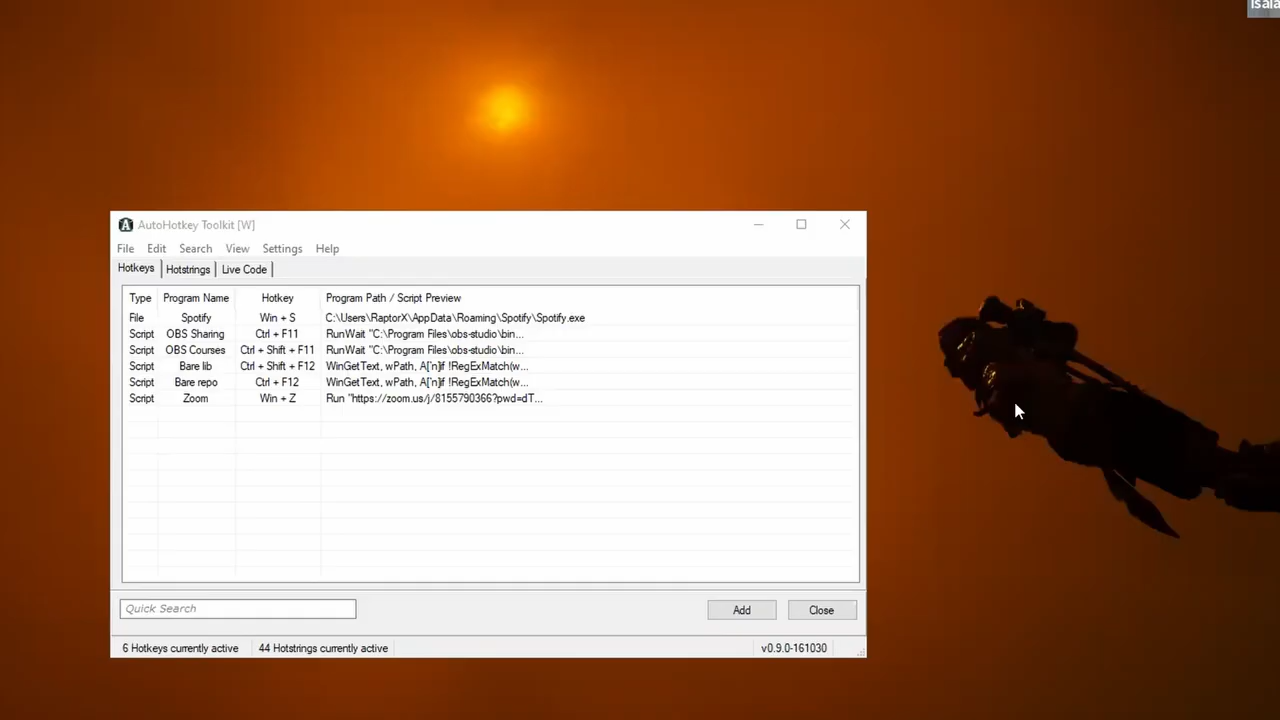 AutoHotkey Toolkit [W]
File Edit Search View Settings Help
Hotkeys Hotstrings Live Code
Type Program Name Hotkey Program Path / Script Preview
File Spotify Win + S C:\Users\RaptorX\AppData\Roaming\Spotify\Spotify.exe
Script OBS Sharing Ctrl + F11 RunWait "C:\Program Files\obs-studio\bin...
Script OBS Courses Ctrl + Shift + F11 RunWait "C:\Program Files\obs-studio\bin...
Script Bare lib Ctrl + Shift + F12 WinGetText, wPath, A[`n]if !RegExMatch(w...
Script Bare repo Ctrl + F12 WinGetText, wPath, A[`n]if !RegExMatch(w...
Script Zoom Win + Z Run "https://zoom.us/j/8155790366?pwd=dT...
Quick Search
Add Close
6 Hotkeys currently active 44 Hotstrings currently active v0.9.0-161030